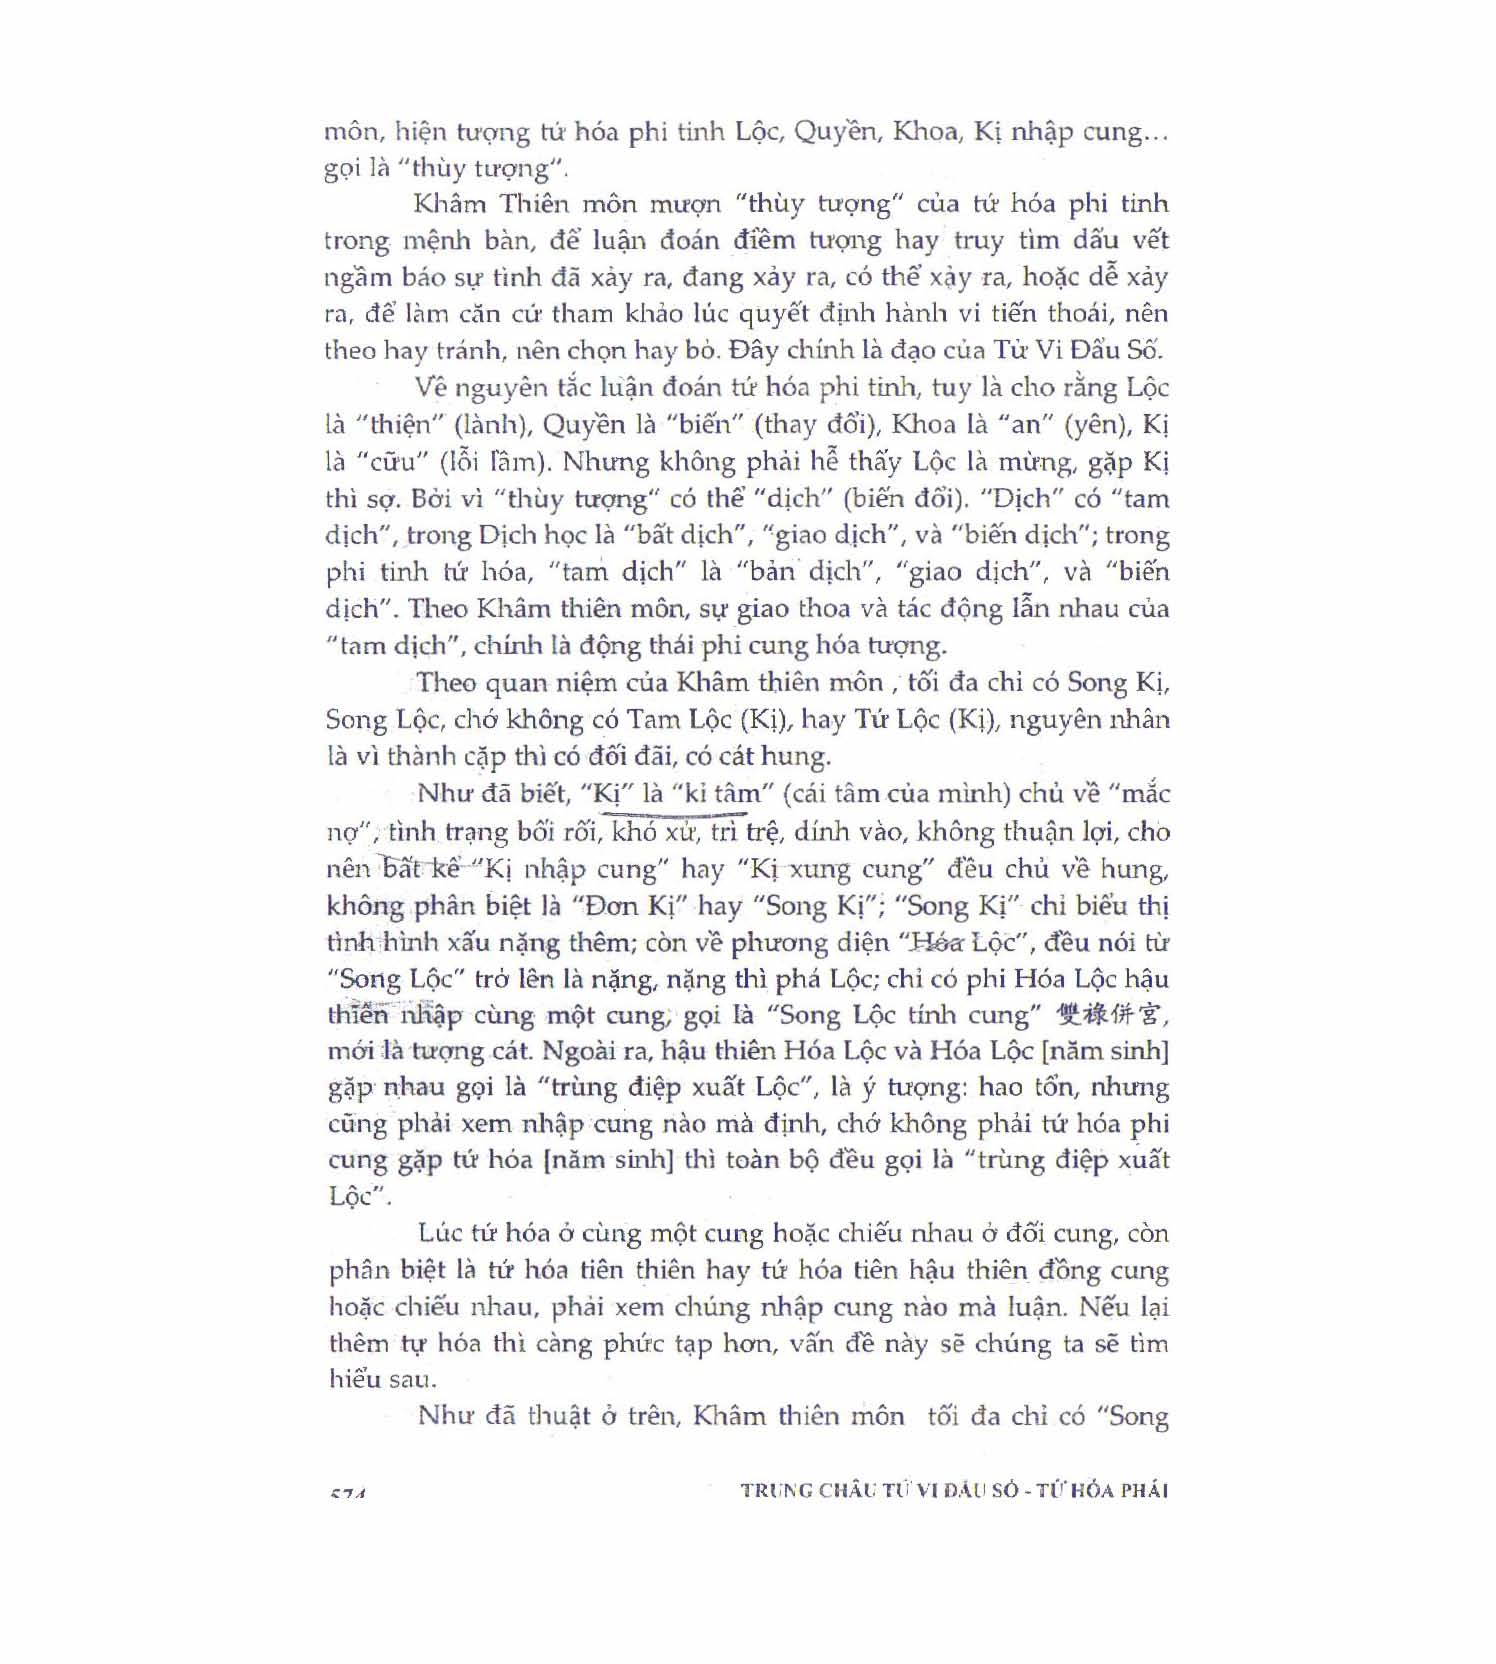 môn, hiện tượng tứ hóa phi tinh Lộc, Quyền, Khoa, Kị nhập cung...
gọi là "thùy tượng".
Khâm Thiên môn mượn "thùy tượng" của tứ hóa phi tinh
trong mệnh bàn, để luận đoán điềm tượng hay truy tìm dấu vết
ngầm báo sự tình đã xảy ra, đang xảy ra, có thể xảy ra, hoặc dễ xảy
ra, để làm căn cứ tham khảo lúc quyết định hành vi tiến thoái, nên
theo hay tránh, nên chọn hay bỏ. Đây chính là đạo của Tử Vi Đẩu Số.
Về nguyên tắc luận đoán tứ hóa phi tinh, tuy là cho rằng Lộc
là "thiện" (lành), Quyền là "biến" (thay đổi), Khoa là "an" (yên), Kị
là "cữu" (lỗi lầm). Nhưng không phải hễ thấy Lộc là mừng, gặp Kị
thì sợ. Bởi vì "thùy tượng" có thể "dịch" (biến đổi). "Dịch" có "tam
dịch", trong Dịch học là "bất dịch", "giao dịch", và "biến dịch"; trong
phi tinh tứ hóa, "tam dịch" là "bản dịch", "giao dịch", và "biến
dịch". Theo Khâm thiên môn, sự giao thoa và tác động lẫn nhau của
"tam dịch", chính là động thái phi cung hóa tượng.
Theo quan niệm của Khâm thiên môn , tối đa chỉ có Song Kị,
Song Lộc, chớ không có Tam Lộc (Kị), hay Tứ Lộc (Kị), nguyên nhân
là vì thành cặp thì có đối đãi, có cát hung.
Như đã biết, "Kị" là "kỉ tâm" (cái tâm của mình) chủ về "mắc
nợ", tình trạng bối rối, khó xử, trì trệ, dính vào, không thuận lợi, cho
nên bất kể "Kị nhập cung" hay "Kị xung cung" đều chủ về hung,
không phân biệt là "Đơn Kị" hay "Song Kị"; "Song Kị" chỉ biểu thị
tình hình xấu nặng thêm; còn về phương diện "Hóa Lộc", đều nói từ
"Song Lộc" trở lên là nặng, nặng thì phá Lộc; chỉ có phi Hóa Lộc hậu
thiên nhập cùng một cung, gọi là "Song Lộc tính cung" 雙祿併宮,
mới là tượng cát. Ngoài ra, hậu thiên Hóa Lộc và Hóa Lộc [năm sinh]
gặp nhau gọi là "trùng điệp xuất Lộc", là ý tượng: hao tổn, nhưng
cũng phải xem nhập cung nào mà định, chớ không phải tứ hóa phi
cung gặp tứ hóa [năm sinh] thì toàn bộ đều gọi là "trùng điệp xuất
Lộc".
Lúc tứ hóa ở cùng một cung hoặc chiếu nhau ở đối cung, còn
phân biệt là tứ hóa tiên thiên hay tứ hóa tiên hậu thiên đồng cung
hoặc chiếu nhau, phải xem chúng nhập cung nào mà luận. Nếu lại
thêm tự hóa thì càng phức tạp hơn, vấn đề này sẽ chúng ta sẽ tìm
hiểu sau.
Như đã thuật ở trên, Khâm thiên môn tối đa chỉ có "Song
574 TRUNG CHÂU TỬ VI ĐẨU SỐ - TỨ HÓA PHÁI